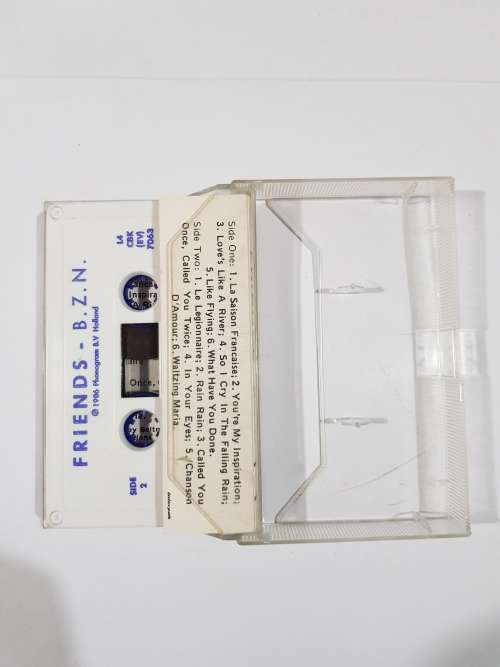 FRIENDS - B.Z.N.
℗ 1986 Phonogram B.V Holland
L4
CBK
(EV)
7063
SIDE
2
Side One: 1. La Saison Francaise; 2. You're My Inspiration;
3. Love's Like A River; 4. So I Cry In The Falling Rain;
5. Like Flying; 6. What Have You Done.
Side Two: 1. Le Legionnaire; 2. Rain Rain; 3. Called You
Once, Called You Twice; 4. In Your Eyes; 5. Chanson
D'Amour; 6. Waltzing Maria.
Once,